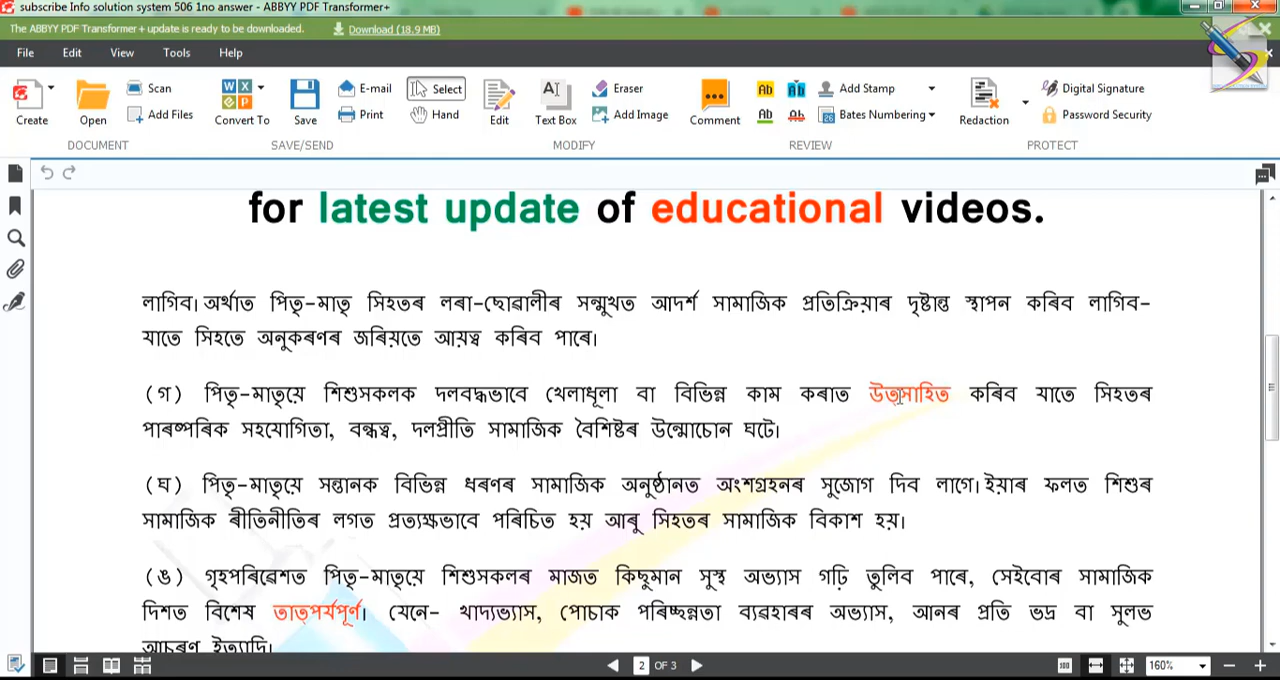 subscribe Info solution system 506 1no answer - ABBYY PDF Transformer+
The ABBYY PDF Transformer+ update is ready to be downloaded. Download (18.9 MB)
File Edit View Tools Help
Create Open Scan Add Files Convert To Save E-mail Print Select Hand Edit Text Box Eraser Add Image Comment Add Stamp Bates Numbering Redaction Digital Signature Password Security
DOCUMENT SAVE/SEND MODIFY REVIEW PROTECT
for latest update of educational videos.
লাগিব। অৰ্থাত পিতৃ-মাতৃ সিহতৰ লৰা-ছোৱালীৰ সন্মুখত আদৰ্শ সামাজিক প্ৰতিক্ৰিয়াৰ দৃষ্টান্ত স্থাপন কৰিব লাগিব-
যাতে সিহতে অনুকৰণৰ জৰিয়তে আয়ত্ব কৰিব পাৰে।
(গ) পিতৃ-মাতৃয়ে শিশুসকলক দলবদ্ধভাবে খেলাধূলা বা বিভিন্ন কাম কৰাত উত্সাহিত কৰিব যাতে সিহতৰ
পাৰষ্পৰিক সহযোগিতা, বন্ধত্ব, দলপ্ৰীতি সামাজিক বৈশিষ্টৰ উন্মোচোন ঘটে।
(ঘ) পিতৃ-মাতৃয়ে সন্তানক বিভিন্ন ধৰণৰ সামাজিক অনুষ্ঠানত অংশগ্ৰহনৰ সুজোগ দিব লাগে। ইয়াৰ ফলত শিশুৰ
সামাজিক ৰীতিনীতিৰ লগত প্ৰত্যক্ষভাবে পৰিচিত হয় আৰু সিহতৰ সামাজিক বিকাশ হয়।
(ঙ) গৃহপৰিৱেশত পিতৃ-মাতৃয়ে শিশুসকলৰ মাজত কিছুমান সুস্থ অভ্যাস গঢ়ি তুলিব পাৰে, সেইবোৰ সামাজিক
দিশত বিশেষ তাত্পৰ্যপূৰ্ণ। যেনে- খাদ্যভ্যাস, পোচাক পৰিচ্ছন্নতা ব্যৱহাৰৰ অভ্যাস, আনৰ প্ৰতি ভদ্ৰ বা সুলভ
আচৰণ ইত্যাদি।
2 OF 3 160%